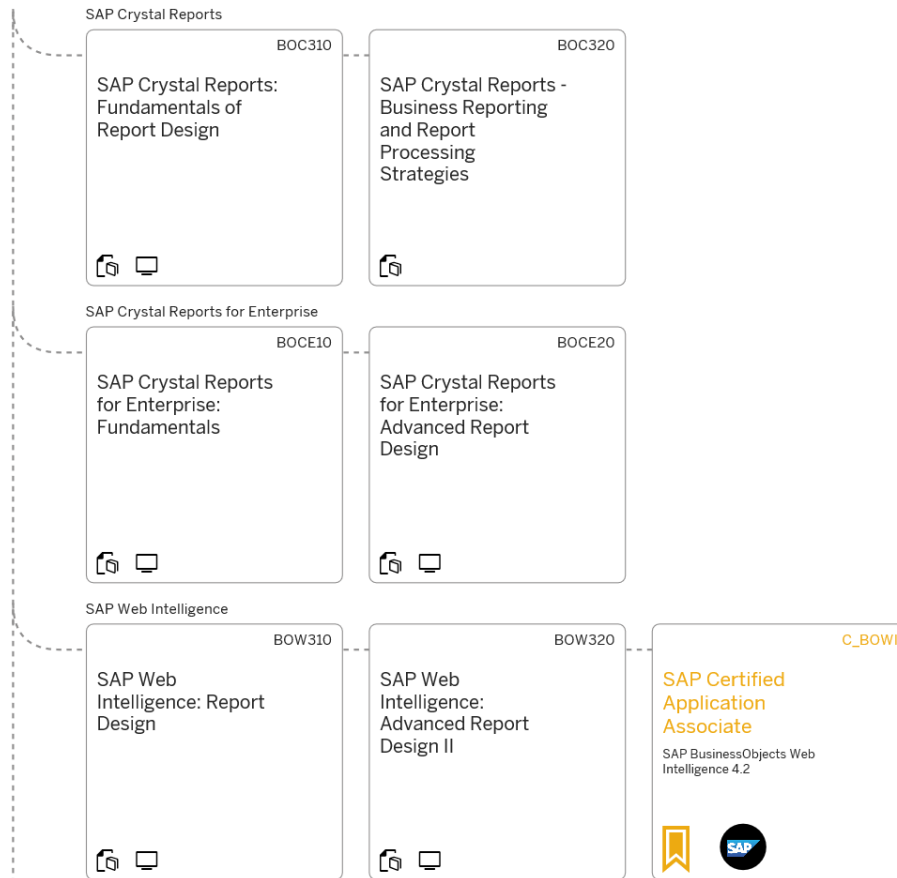 SAP Crystal Reports
BOC310
SAP Crystal Reports:
Fundamentals of
Report Design
BOC320
SAP Crystal Reports -
Business Reporting
and Report
Processing
Strategies
SAP Crystal Reports for Enterprise
BOCE10
SAP Crystal Reports
for Enterprise:
Fundamentals
BOCE20
SAP Crystal Reports
for Enterprise:
Advanced Report
Design
SAP Web Intelligence
BOW310
SAP Web
Intelligence: Report
Design
BOW320
SAP Web
Intelligence:
Advanced Report
Design II
SAP Certified
Application
Associate
SAP BusinessObjects Web
Intelligence 4.2
SAP